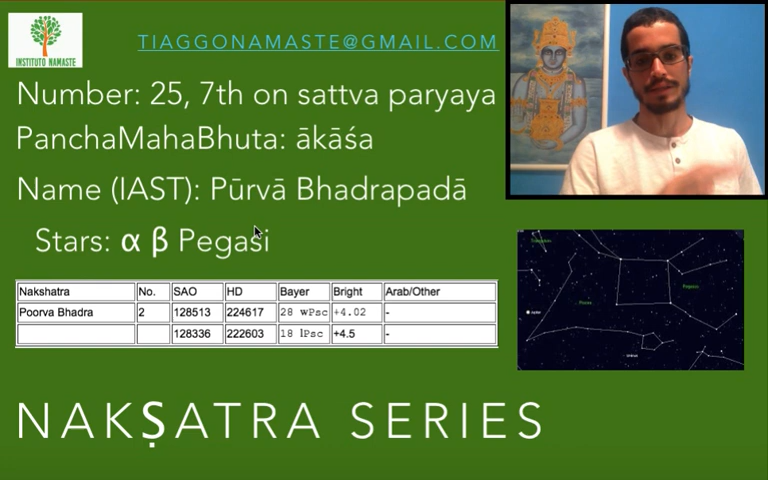 INSTITUTO NAMASTE
TIAGGONAMASTE@GMAIL.COM
Number: 25, 7th on sattva paryaya
PanchaMahaBhuta: ākāśa
Name (IAST): Pūrvā Bhadrapadā
Stars: α β Pegasi
Nakshatra No. SAO HD Bayer Bright Arab/Other
Poorva Bhadra 2 128513 224617 28 wPsc +4.02 -
128336 222603 18 lPsc +4.5 -
Pegasus
Pisces
NAKṢATRA SERIES